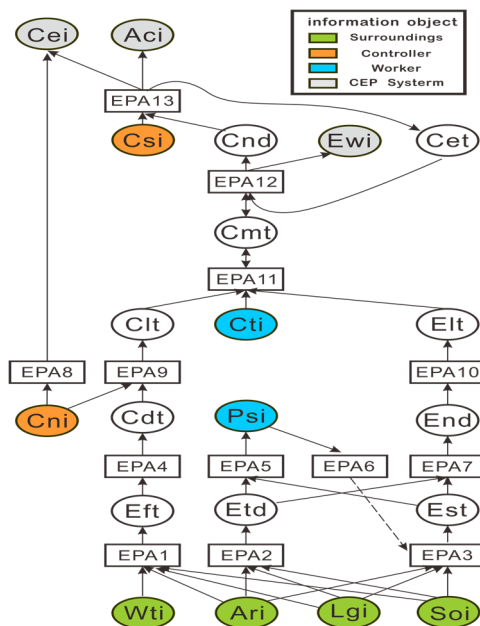 information object
Surroundings
Controller
Worker
CEP Systerm
Cei
Aci
EPA13
Csi
Cnd
Ewi
Cet
EPA12
Cmt
EPA11
Clt
Cti
Elt
EPA8
EPA9
EPA10
Cni
Cdt
Psi
End
EPA4
EPA5
EPA6
EPA7
Eft
Etd
Est
EPA1
EPA2
EPA3
Wti
Ari
Lgi
Soi